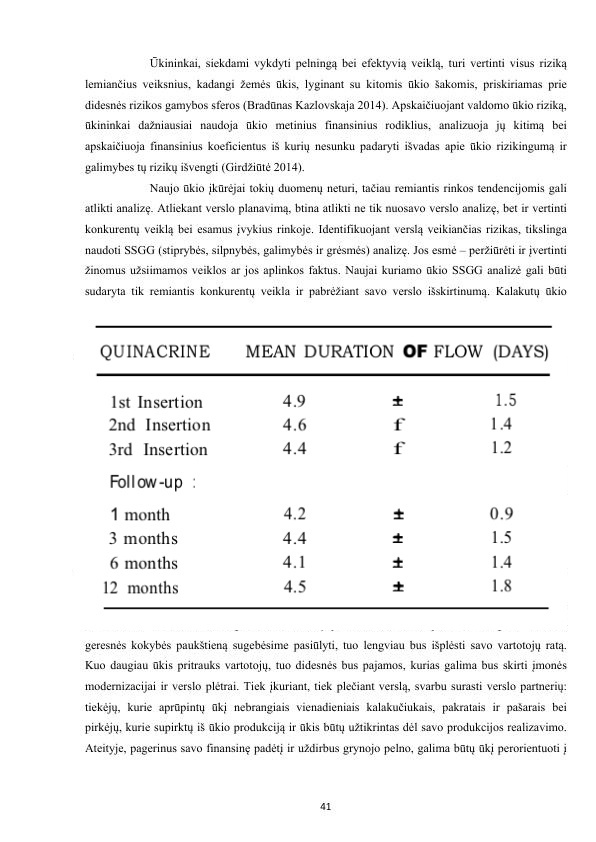 Ūkininkai, siekdami vykdyti pelningą bei efektyvią veiklą, turi vertinti visus riziką
lemiančius veiksnius, kadangi žemės ūkis, lyginant su kitomis ūkio šakomis, priskiriamas prie
didesnės rizikos gamybos sferos (Bradūnas Kazlovskaja 2014). Apskaičiuojant valdomo ūkio riziką,
ūkininkai dažniausiai naudoja ūkio metinius finansinius rodiklius, analizuoja jų kitimą bei
apskaičiuoja finansinius koeficientus iš kurių nesunku padaryti išvadas apie ūkio rizikingumą ir
galimybes tų rizikų išvengti (Girdžiūtė 2014).
Naujo ūkio įkūrėjai tokių duomenų neturi, tačiau remiantis rinkos tendencijomis gali
atlikti analizę. Atliekant verslo planavimą, btina atlikti ne tik nuosavo verslo analizę, bet ir vertinti
konkurentų veiklą bei esamus įvykius rinkoje. Identifikuojant verslą veikiančias rizikas, tikslinga
naudoti SSGG (stiprybės, silpnybės, galimybės ir grėsmės) analizę. Jos esmė – peržiūrėti ir įvertinti
žinomus užsiimamos veiklos ar jos aplinkos faktus. Naujai kuriamo ūkio SSGG analizė gali būti
sudaryta tik remiantis konkurentų veikla ir pabrėžiant savo verslo išskirtinumą. Kalakutų ūkio
QUINACRINE MEAN DURATION OF FLOW (DAYS)
1st Insertion 4.9 ± 1.5
2nd Insertion 4.6 f 1.4
3rd Insertion 4.4 f 1.2
Follow-up :
1 month 4.2 ± 0.9
3 months 4.4 ± 1.5
6 months 4.1 ± 1.4
12 months 4.5 ± 1.8
geresnės kokybės paukštieną sugebėsime pasiūlyti, tuo lengviau bus išplėsti savo vartotojų ratą.
Kuo daugiau ūkis pritrauks vartotojų, tuo didesnės bus pajamos, kurias galima bus skirti įmonės
modernizacijai ir verslo plėtrai. Tiek įkuriant, tiek plečiant verslą, svarbu surasti verslo partnerių:
tiekėjų, kurie aprūpintų ūkį nebrangiais vienadieniais kalakučiukais, pakratais ir pašarais bei
pirkėjų, kurie supirktų iš ūkio produkciją ir ūkis būtų užtikrintas dėl savo produkcijos realizavimo.
Ateityje, pagerinus savo finansinę padėtį ir uždirbus grynojo pelno, galima būtų ūkį perorientuoti į
41